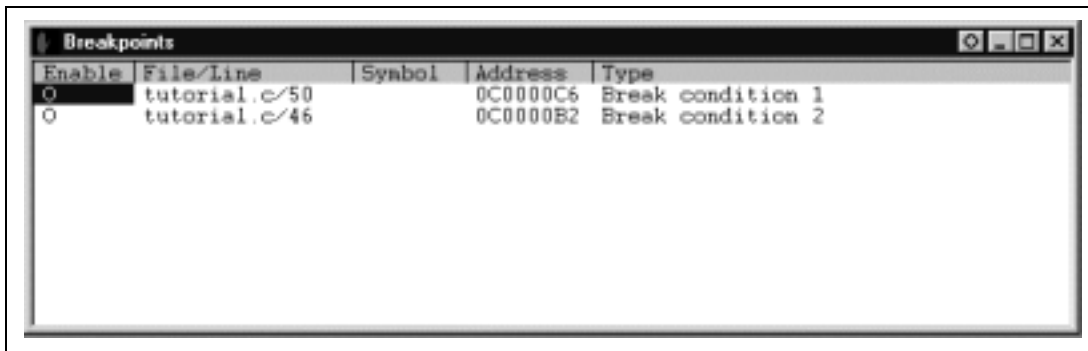 Breakpoints
Enable File/Line Symbol Address Type
O tutorial.c/50 0C0000C6 Break condition 1
O tutorial.c/46 0C0000B2 Break condition 2